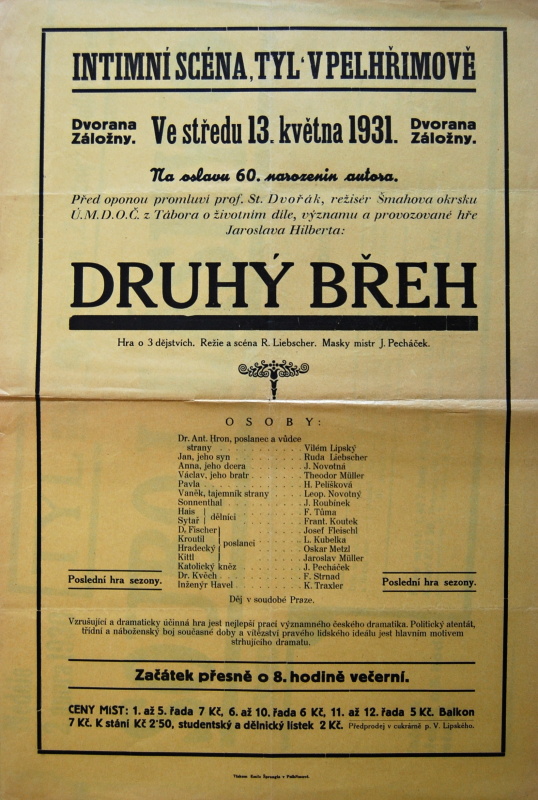 INTIMNÍ SCÉNA „TYL“ V PELHŘIMOVĚ
Dvorana Záložny.
Ve středu 13. května 1931.
Dvorana Záložny.
Na oslavu 60. narozenin autora.
Před oponou promluví prof. St. Dvořák, režisér Šmahova okrsku
Ú.M.D.O.Č. z Tábora o životním díle, významu a provozované hře
Jaroslava Hilberta:
DRUHÝ BŘEH
Hra o 3 dějstvích. Režie a scéna R. Liebscher. Masky mistr J. Pecháček.
OSOBY:
Dr. Ant. Hron, poslanec a vůdce
strany . . . . . . . . . Vilém Lipský
Jan, jeho syn . . . . . . . . Ruda Liebscher
Anna, jeho dcera . . . . . . . J. Novotná
Václav, jeho bratr . . . . . . . Theodor Müller
Pavla . . . . . . . . . . H. Pelíšková
Vaněk, tajemník strany . . . . . . Leop. Novotný
Sonnenthal . . . . . . . . . J. Roubínek
Hais } dělníci . . . . . . . . F. Tůma
Sytař } dělníci . . . . . . . . Frant. Koutek
D. Fischer . . . . . . . . Josef Fleischl
Kroutil } poslanci . . . . . . . L. Kubelka
Hradecký } poslanci . . . . . . . Oskar Metzl
Kittl . . . . . . . . . . Jaroslav Müller
Katolický kněz . . . . . . . . J. Pecháček
Dr. Kvěch . . . . . . . . . F. Strnad
Inženýr Havel . . . . . . . . K. Traxler
Poslední hra sezony.
Poslední hra sezony.
Děj v soudobé Praze.
Vzrušující a dramaticky účinná hra jest nejlepší prací významného českého dramatika. Politický atentát,
třídní a náboženský boj současné doby a vítězství pravého lidského ideálu jest hlavním motivem
strhujícího dramatu.
Začátek přesně o 8. hodině večerní.
CENY MíST: 1. až 5. řada 7 Kč, 6. až 10. řada 6 Kč, 11. až 12. řada 5 Kč. Balkon
7 Kč. K stání Kč 2'50, studentský a dělnický lístek 2 Kč. Předprodej v cukrárně p. V. Lipského.
Tiskem Emila Šprongla v Pelhřimově.